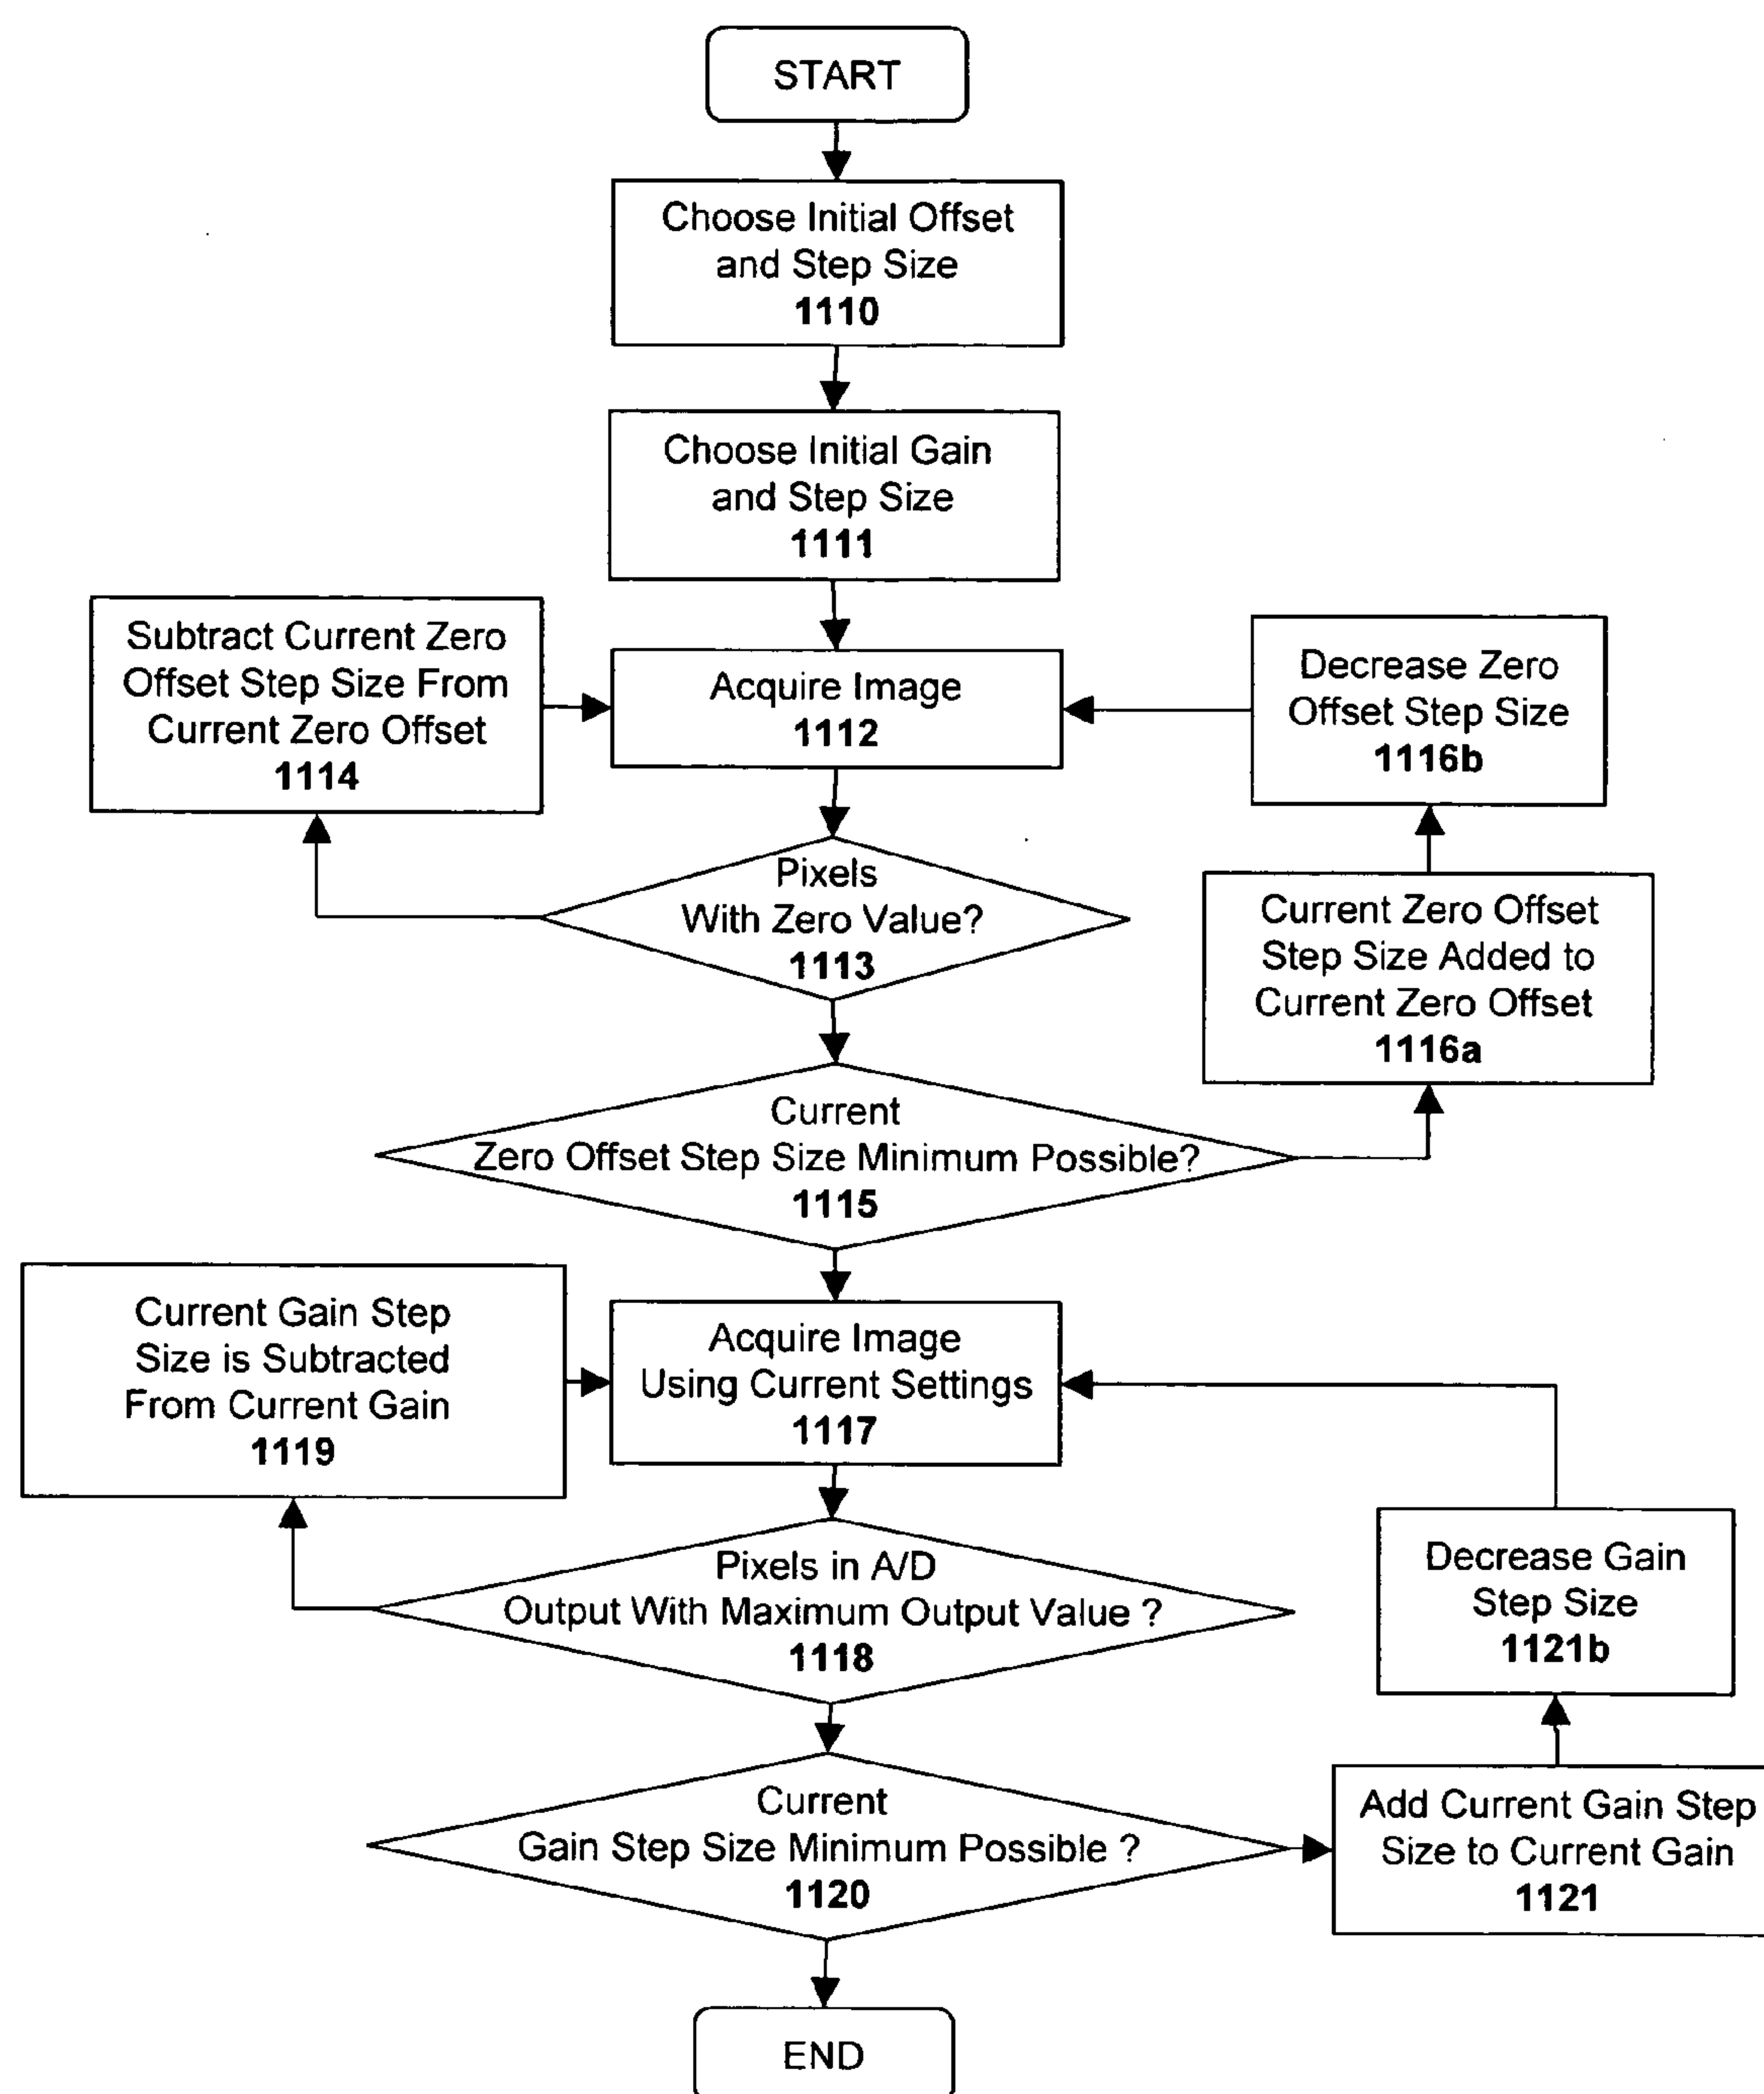 START
Choose Initial Offset
and Step Size
1110
Choose Initial Gain
and Step Size
1111
Subtract Current Zero
Offset Step Size From
Current Zero Offset
1114
Acquire Image
1112
Decrease Zero
Offset Step Size
1116b
Pixels
With Zero Value?
1113
Current Zero Offset
Step Size Added to
Current Zero Offset
1116a
Current
Zero Offset Step Size Minimum Possible?
1115
Current Gain Step
Size is Subtracted
From Current Gain
1119
Acquire Image
Using Current Settings
1117
Pixels in A/D
Output With Maximum Output Value ?
1118
Decrease Gain
Step Size
1121b
Current
Gain Step Size Minimum Possible ?
1120
Add Current Gain Step
Size to Current Gain
1121
END